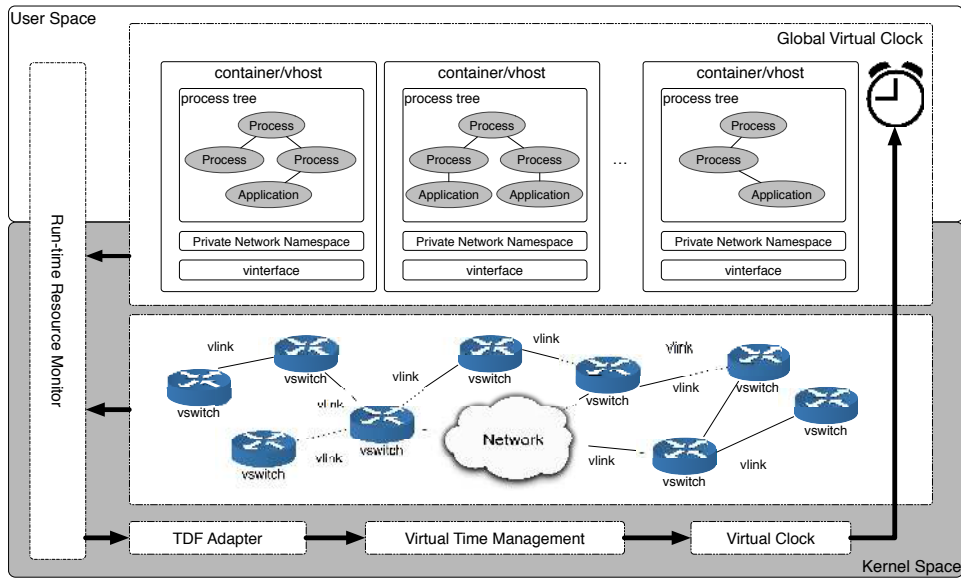 User Space
Global Virtual Clock
container/vhost
process tree
Process
Process
Process
Application
Private Network Namespace
vinterface
container/vhost
process tree
Process
Process
Process
Application
Application
Private Network Namespace
vinterface
...
container/vhost
process tree
Process
Process
Application
Private Network Namespace
vinterface
Run-time Resource Monitor
vlink
vswitch
vswitch
vlink
vswitch
vlink
vswitch
vlink
vswitch
vlink
vswitch
vlink
vlink
vswitch
Network
vlink
vswitch
vlink
vswitch
TDF Adapter
Virtual Time Management
Virtual Clock
Kernel Space